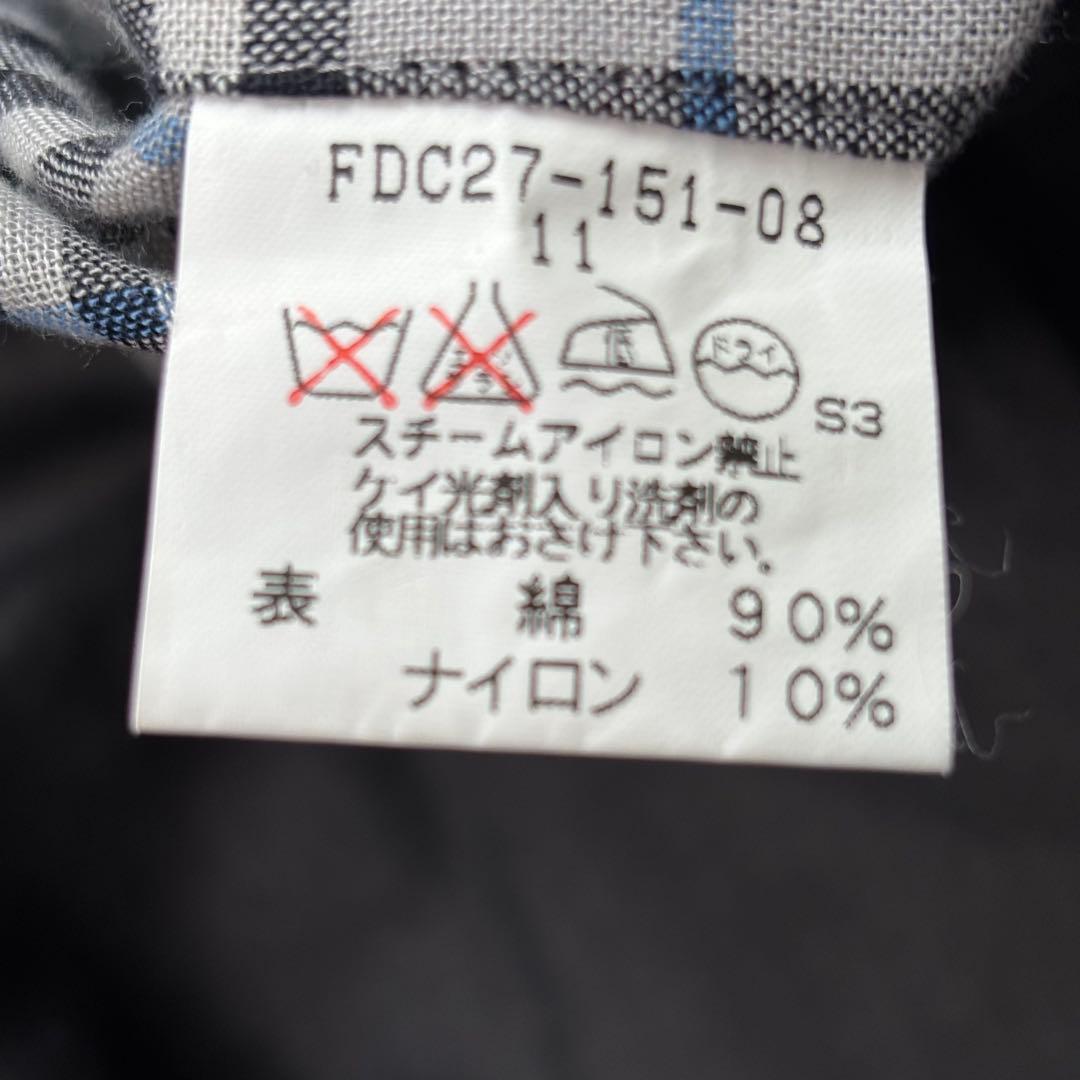 FDC27-151-08
11
低 ドライ S3
スチームアイロン禁止
ケイ光剤入り洗剤の
使用はおさけ下さい。
表 綿 90%
ナイロン 10%